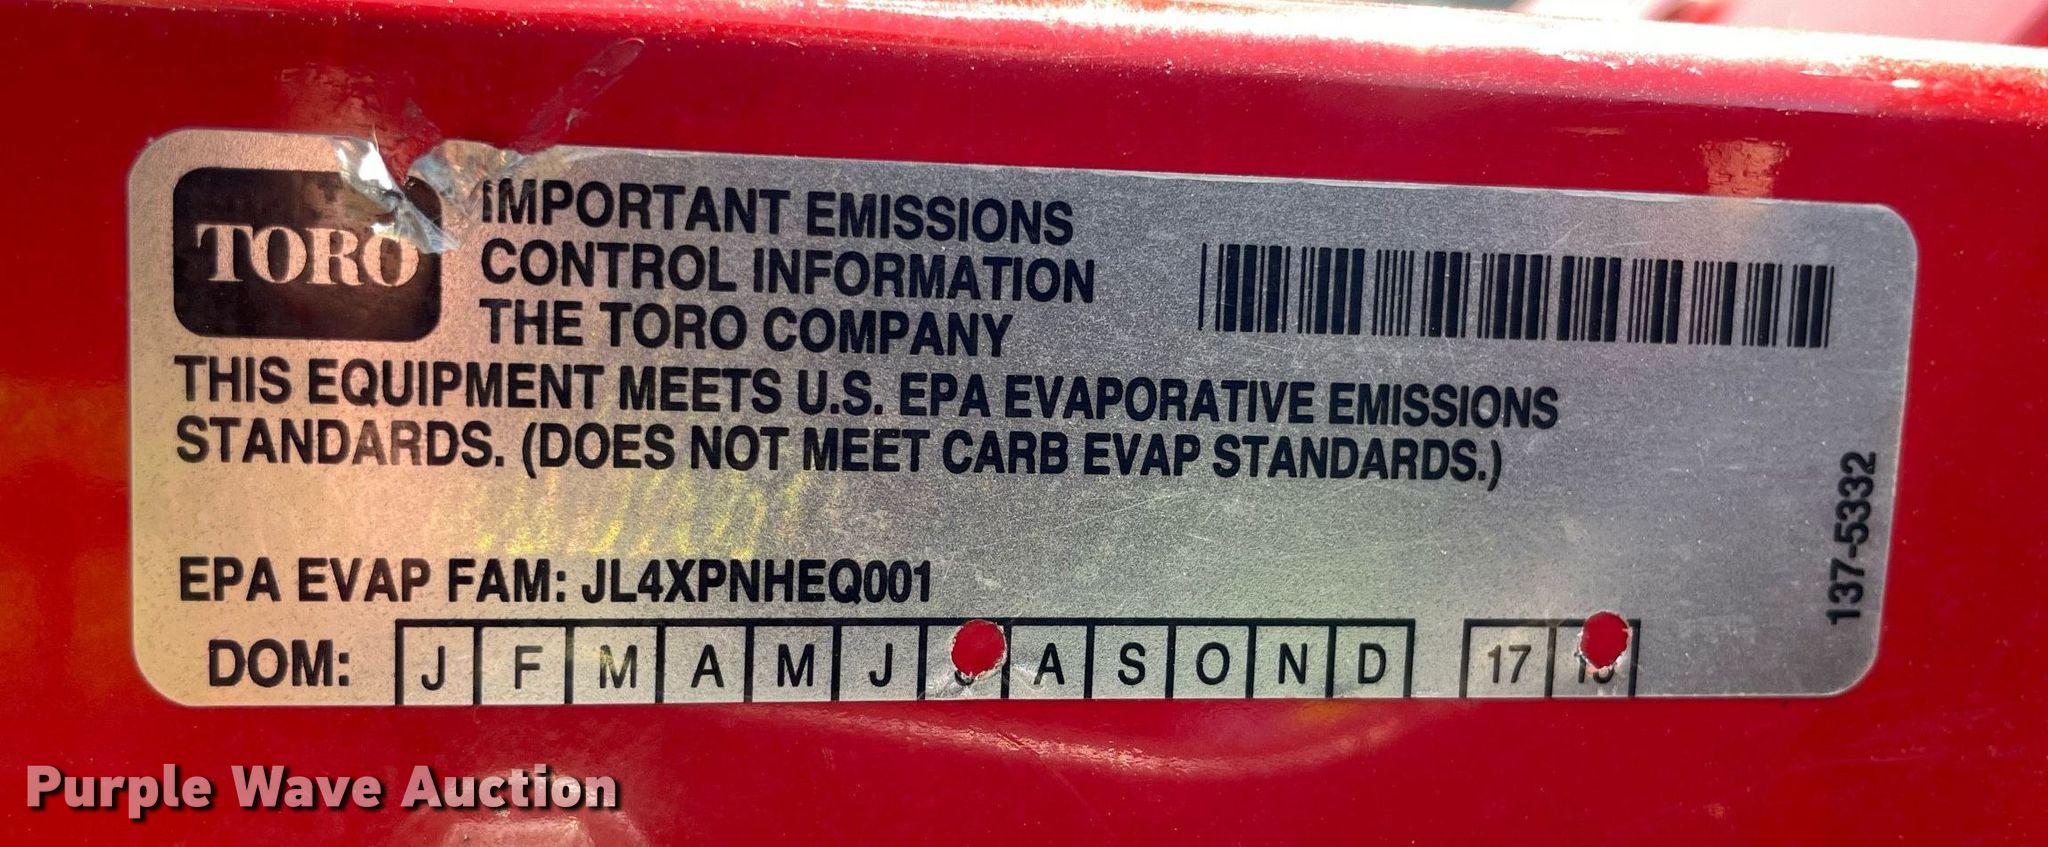 TORO
IMPORTANT EMISSIONS
CONTROL INFORMATION
THE TORO COMPANY
THIS EQUIPMENT MEETS U.S. EPA EVAPORATIVE EMISSIONS
STANDARDS. (DOES NOT MEET CARB EVAP STANDARDS.)
EPA EVAP FAM: JL4XPNHEQ001
DOM: J F M A M J A S O N D 17
137-5332
Purple Wave Auction